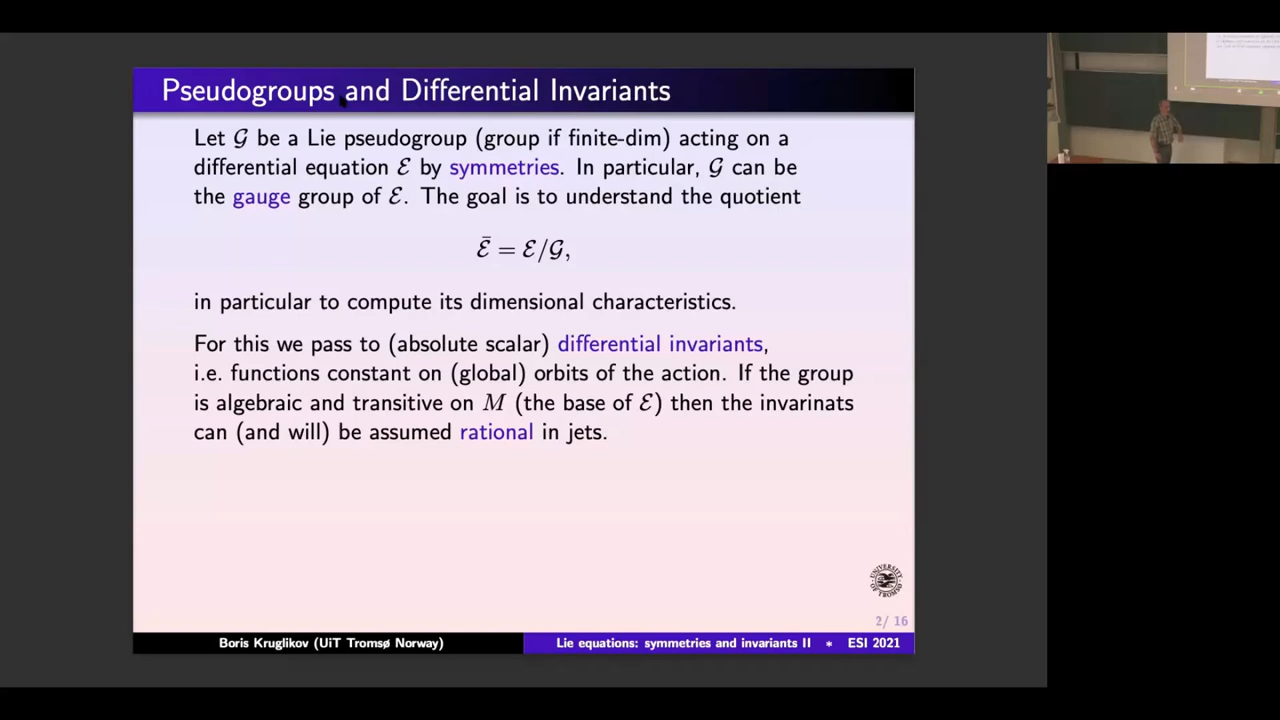 Pseudogroups and Differential Invariants
Let 𝒢 be a Lie pseudogroup (group if finite-dim) acting on a
differential equation ℰ by symmetries. In particular, 𝒢 can be
the gauge group of ℰ. The goal is to understand the quotient
ℰ̄ = ℰ/𝒢,
in particular to compute its dimensional characteristics.
For this we pass to (absolute scalar) differential invariants,
i.e. functions constant on (global) orbits of the action. If the group
is algebraic and transitive on M (the base of ℰ) then the invarinats
can (and will) be assumed rational in jets.
UNIVERSITY
OF TROMSØ
2/ 16
Boris Kruglikov (UiT Tromsø Norway)
Lie equations: symmetries and invariants II * ESI 2021